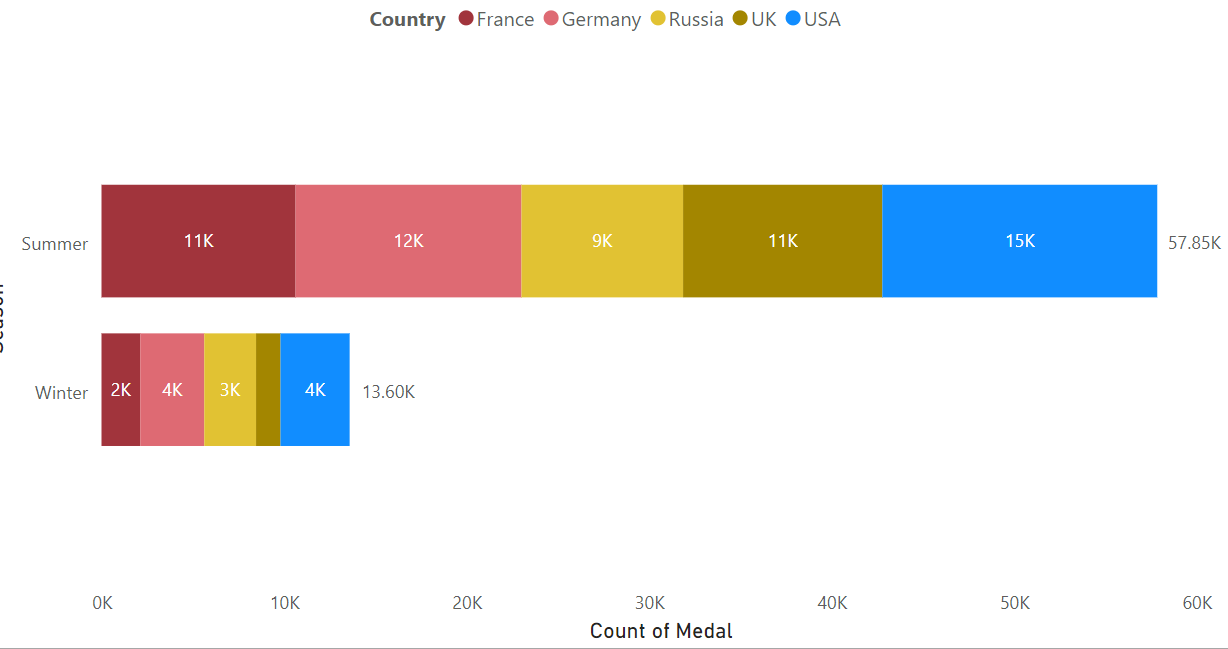 Country France Germany Russia UK USA
Summer 11K 12K 9K 11K 15K 57.85K
Winter 2K 4K 3K 4K 13.60K
0K 10K 20K 30K 40K 50K 60K
Count of Medal